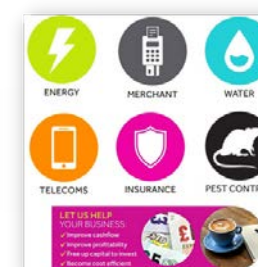 ENERGY
MERCHANT
WATER
TELECOMS
INSURANCE
PEST CONTR
LET US HELP
YOUR BUSINESS
✓ Improve cashflow
✓ Improve profitability
✓ Free up capital to invest
✓ Become cost efficient